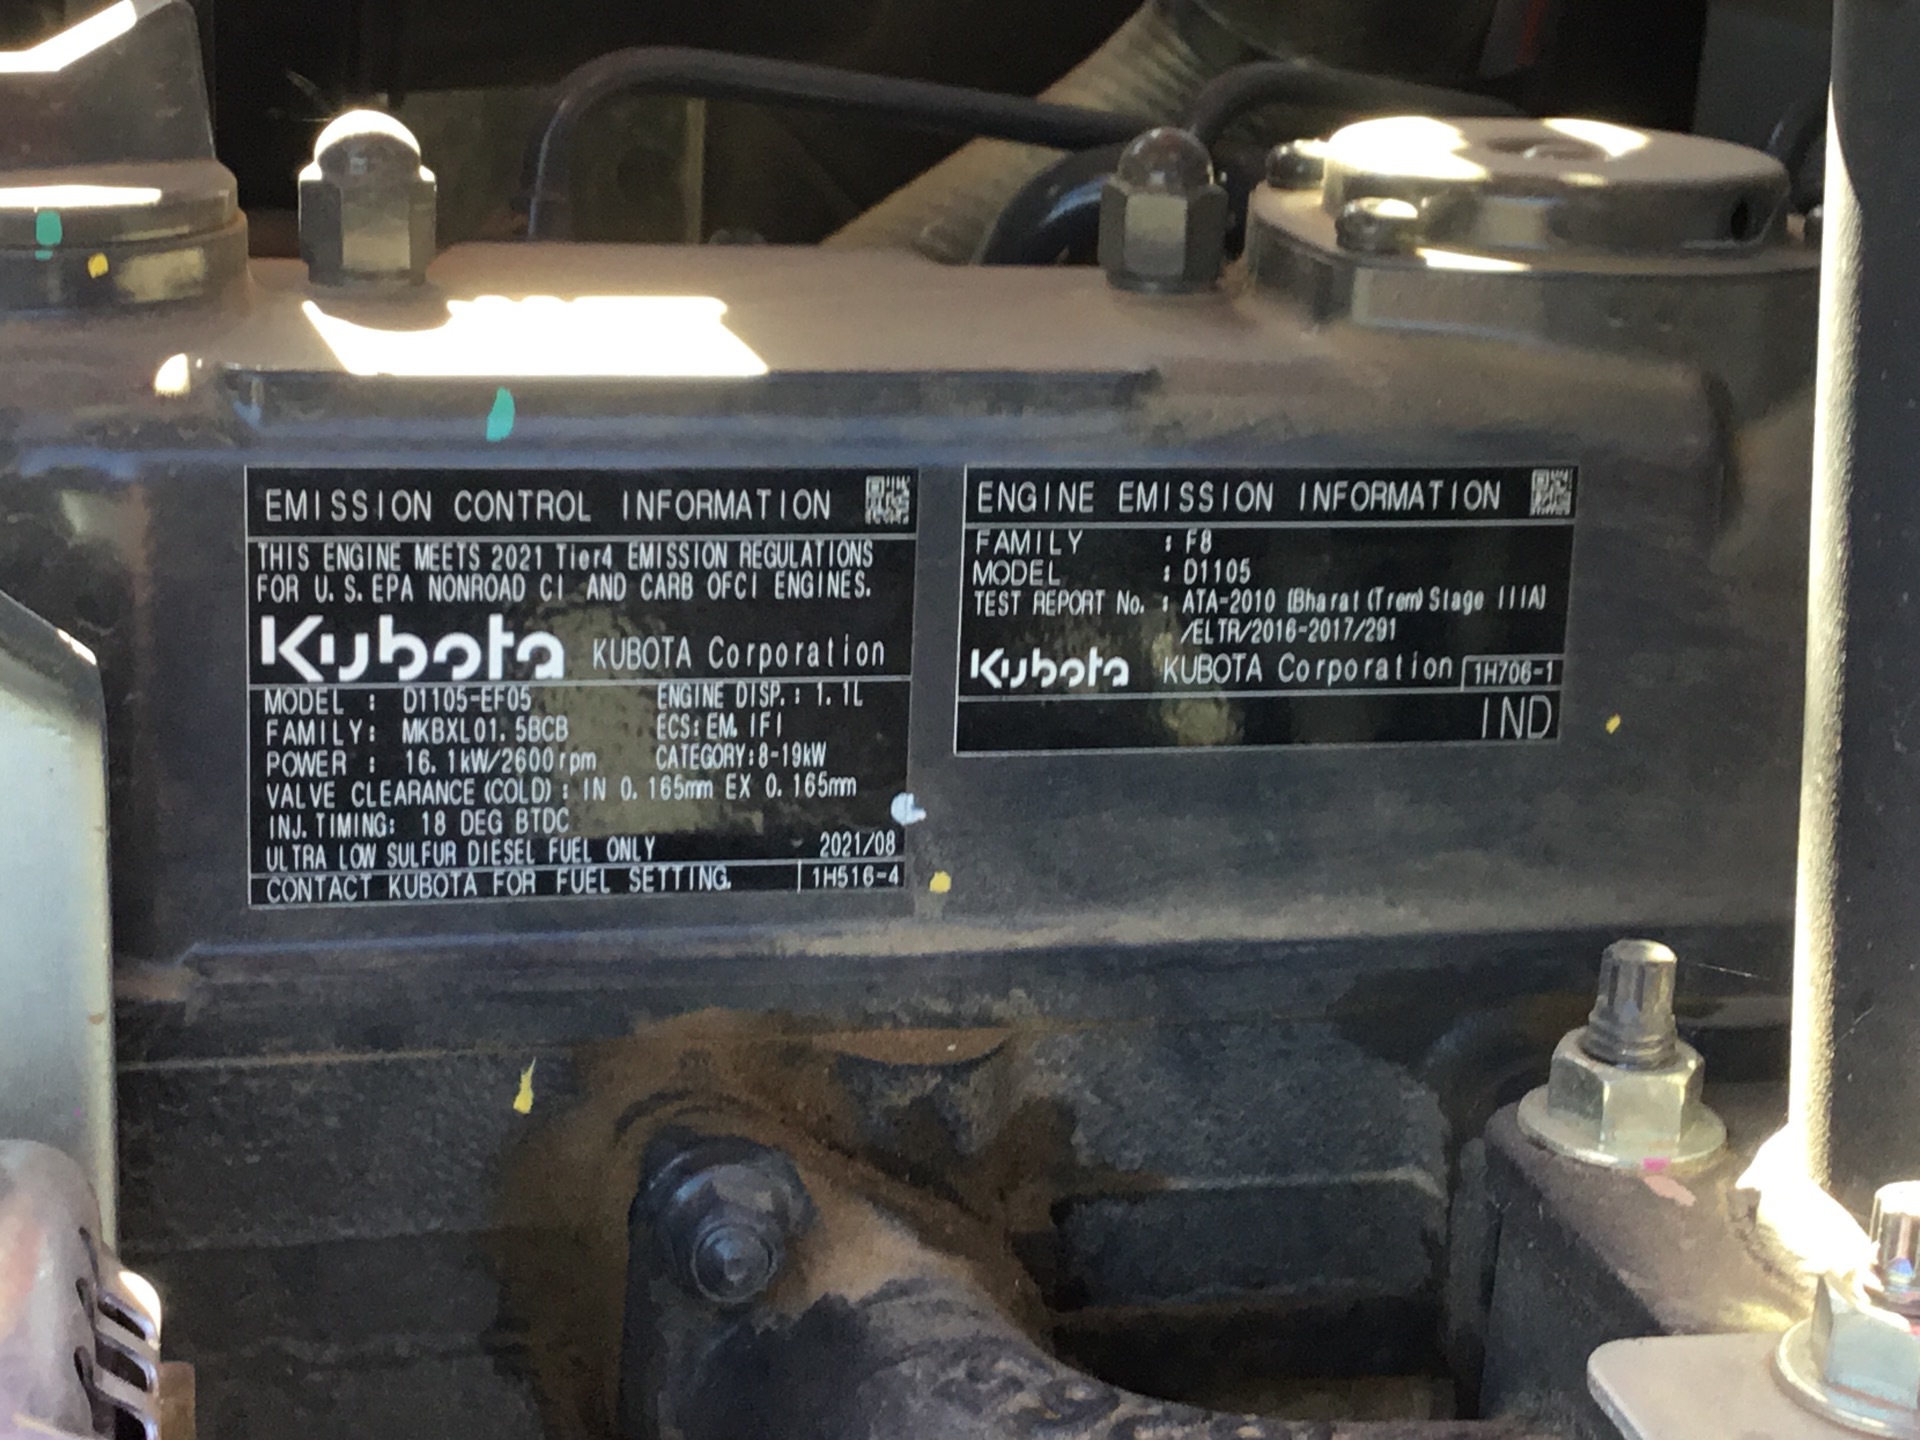 EMISSION CONTROL INFORMATION
THIS ENGINE MEETS 2021 Tier4 EMISSION REGULATIONS
FOR U.S.EPA NONROAD CI AND CARB OFCI ENGINES.
Kubota KUBOTA Corporation
MODEL : D1105-EF05 ENGINE DISP.: 1.1L
FAMILY: MKBXL01.5BCB ECS:EM, IFI
POWER : 16.1kW/2600rpm CATEGORY:8-19kW
VALVE CLEARANCE(COLD): IN 0.165mm EX 0.165mm
INJ.TIMING: 18 DEG BTDC
ULTRA LOW SULFUR DIESEL FUEL ONLY 2021/08
CONTACT KUBOTA FOR FUEL SETTING. 1H516-4
ENGINE EMISSION INFORMATION
FAMILY : F8
MODEL : D1105
TEST REPORT No. : ATA-2010 [Bharat (Trem) Stage IIIA]
/ELTR/2016-2017/291
Kubota KUBOTA Corporation 1H706-1
IND